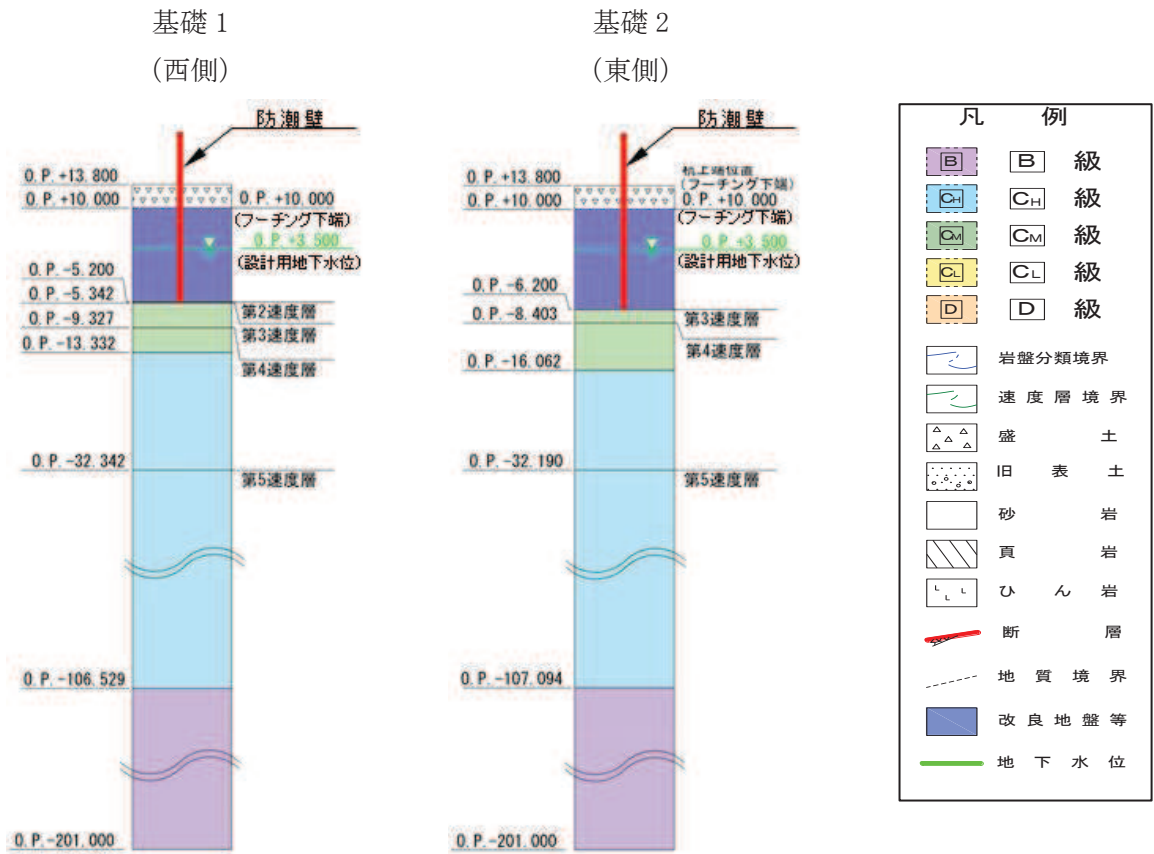 基礎 1
(西側)
防潮壁
O.P.+13.800
O.P.+10.000
O.P.+10.000
(フーチング下端)
O.P.+3.500
(設計用地下水位)
O.P.-5.200
O.P.-5.342
第2速度層
O.P.-9.327
第3速度層
O.P.-13.332
第4速度層
O.P.-32.342
第5速度層
O.P.-106.529
O.P.-201.000
基礎 2
(東側)
防潮壁
O.P.+13.800
杭上端位置
(フーチング下端)
O.P.+10.000
O.P.+10.000
(フーチング下端)
O.P.+3.500
(設計用地下水位)
O.P.-6.200
第3速度層
O.P.-8.403
第4速度層
O.P.-16.062
O.P.-32.190
第5速度層
O.P.-107.094
O.P.-201.000
凡 例
B B 級
CH CH 級
CM CM 級
CL CL 級
D D 級
岩盤分類境界
速度層境界
盛土
旧表土
砂岩
頁岩
ひん岩
断層
地質境界
改良地盤等
地下水位